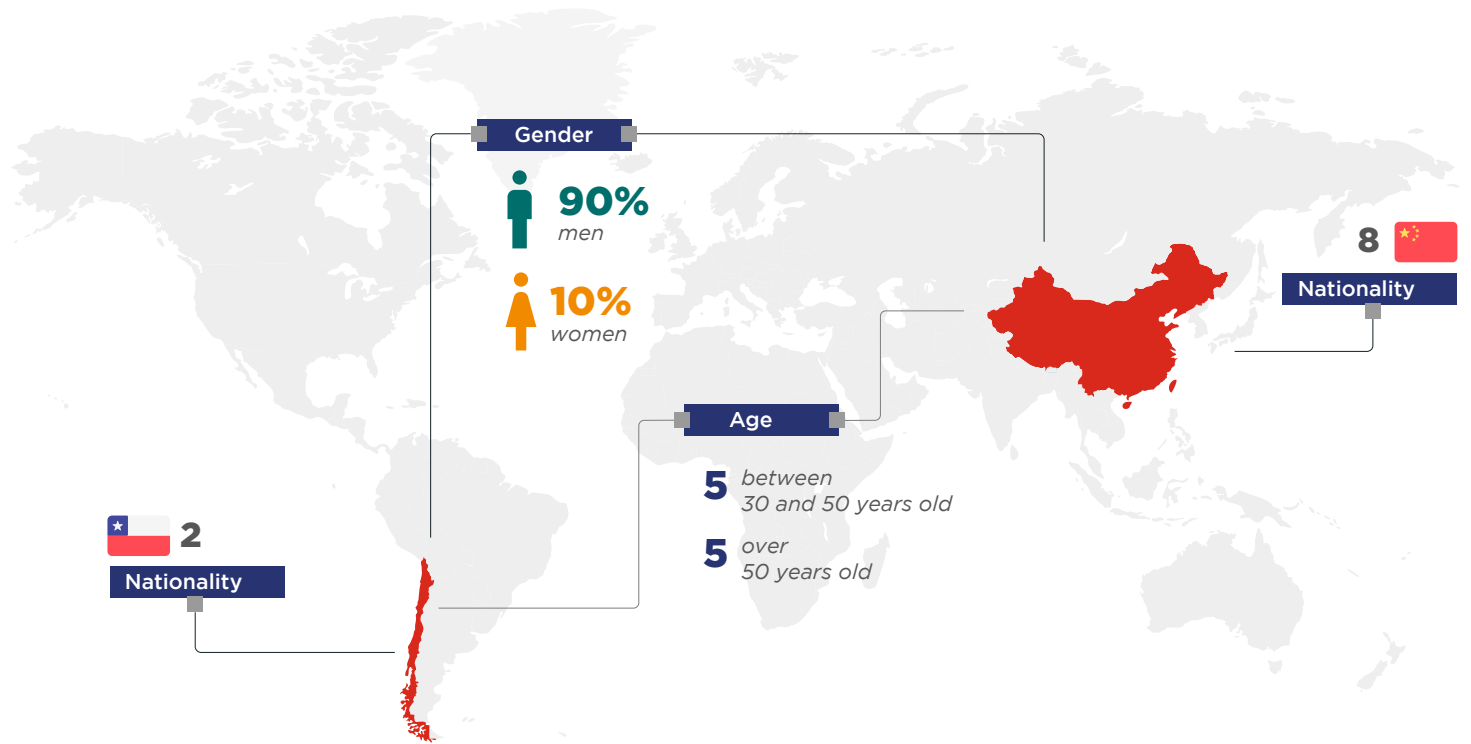 Gender
90%
men
10%
women
8
Nationality
Age
5 between
30 and 50 years old
5 over
50 years old
2
Nationality